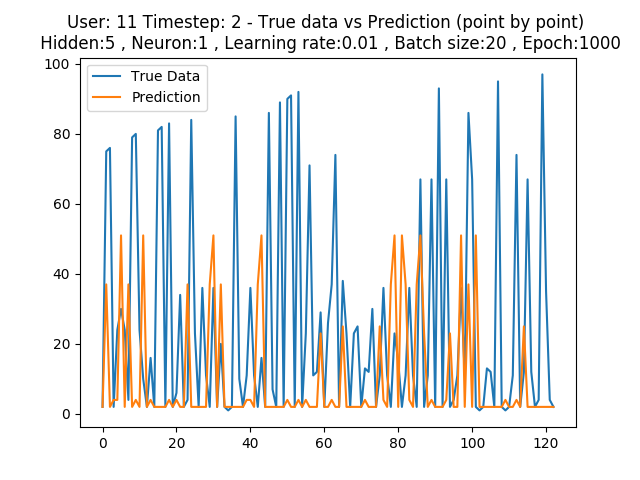 User: 11 Timestep: 2 - True data vs Prediction (point by point)
Hidden:5 , Neuron:1 , Learning rate:0.01 , Batch size:20 , Epoch:1000
True Data
Prediction
100
80
60
40
20
0
0 20 40 60 80 100 120